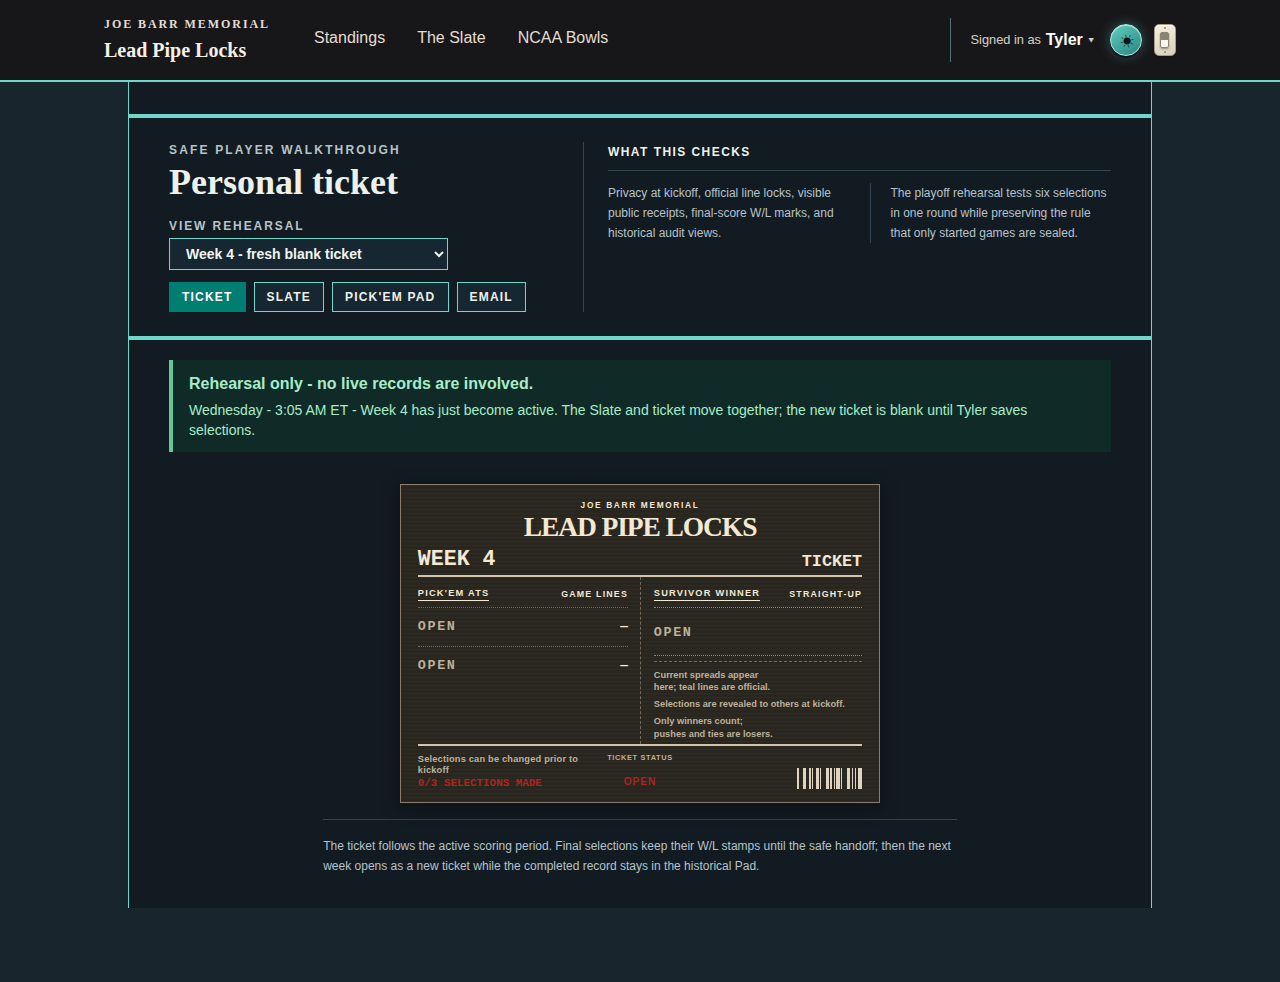 JOE BARR MEMORIAL
Lead Pipe Locks
Standings
The Slate
NCAA Bowls
Signed in as Tyler ▾
SAFE PLAYER WALKTHROUGH
Personal ticket
VIEW REHEARSAL
Week 4 - fresh blank ticket
TICKET
SLATE
PICK'EM PAD
EMAIL
WHAT THIS CHECKS
Privacy at kickoff, official line locks, visible
public receipts, final-score W/L marks, and
historical audit views.
The playoff rehearsal tests six selections
in one round while preserving the rule
that only started games are sealed.
Rehearsal only - no live records are involved.
Wednesday - 3:05 AM ET - Week 4 has just become active. The Slate and ticket move together; the new ticket is blank until Tyler saves
selections.
JOE BARR MEMORIAL
LEAD PIPE LOCKS
WEEK 4
TICKET
PICK'EM ATS
GAME LINES
OPEN —
OPEN —
SURVIVOR WINNER
STRAIGHT-UP
OPEN
Current spreads appear
here; teal lines are official.
Selections are revealed to others at kickoff.
Only winners count;
pushes and ties are losers.
Selections can be changed prior to
kickoff
0/3 SELECTIONS MADE
TICKET STATUS
OPEN
The ticket follows the active scoring period. Final selections keep their W/L stamps until the safe handoff; then the next
week opens as a new ticket while the completed record stays in the historical Pad.